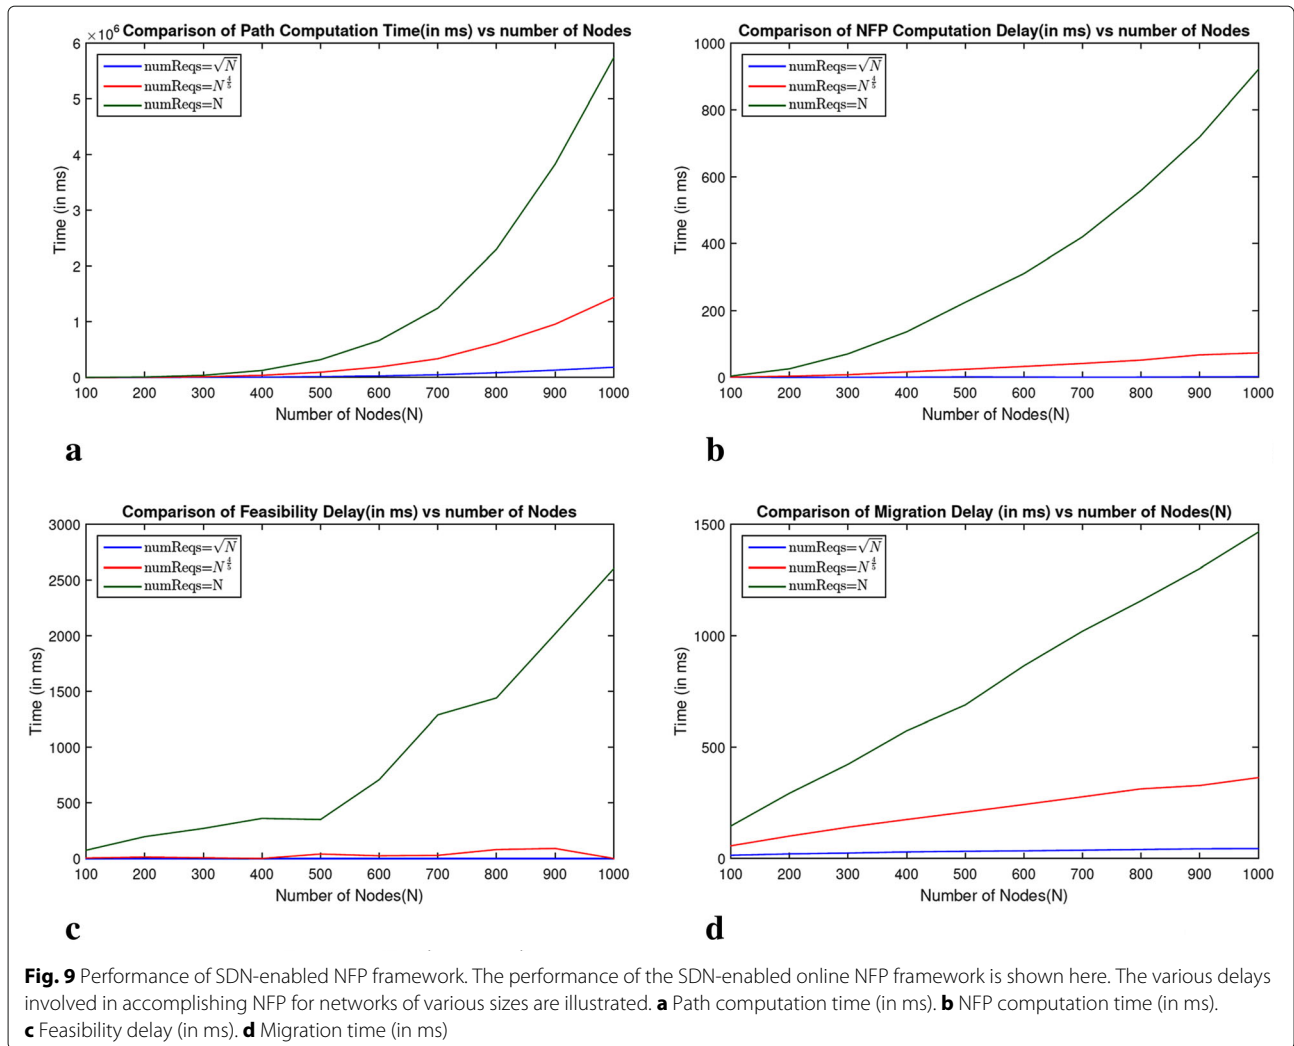 ×10⁶ Comparison of Path Computation Time(in ms) vs number of Nodes
numReqs=√N
numReqs=N^{4/5}
numReqs=N
6
5
4
3
2
1
0
Time (in ms)
100 200 300 400 500 600 700 800 900 1000
Number of Nodes(N)
a
Comparison of NFP Computation Delay(in ms) vs number of Nodes
numReqs=√N
numReqs=N^{4/5}
numReqs=N
1000
800
600
400
200
0
Time (in ms)
100 200 300 400 500 600 700 800 900 1000
Number of Nodes(N)
b
Comparison of Feasibility Delay(in ms) vs number of Nodes
numReqs=√N
numReqs=N^{4/5}
numReqs=N
3000
2500
2000
1500
1000
500
0
Time (in ms)
100 200 300 400 500 600 700 800 900 1000
Number of Nodes(N)
c
Comparison of Migration Delay (in ms) vs number of Nodes(N)
numReqs=√N
numReqs=N^{4/5}
numReqs=N
1500
1000
500
0
Time (in ms)
100 200 300 400 500 600 700 800 900 1000
Number of Nodes(N)
d
Fig. 9 Performance of SDN-enabled NFP framework. The performance of the SDN-enabled online NFP framework is shown here. The various delays
involved in accomplishing NFP for networks of various sizes are illustrated. a Path computation time (in ms). b NFP computation time (in ms).
c Feasibility delay (in ms). d Migration time (in ms)